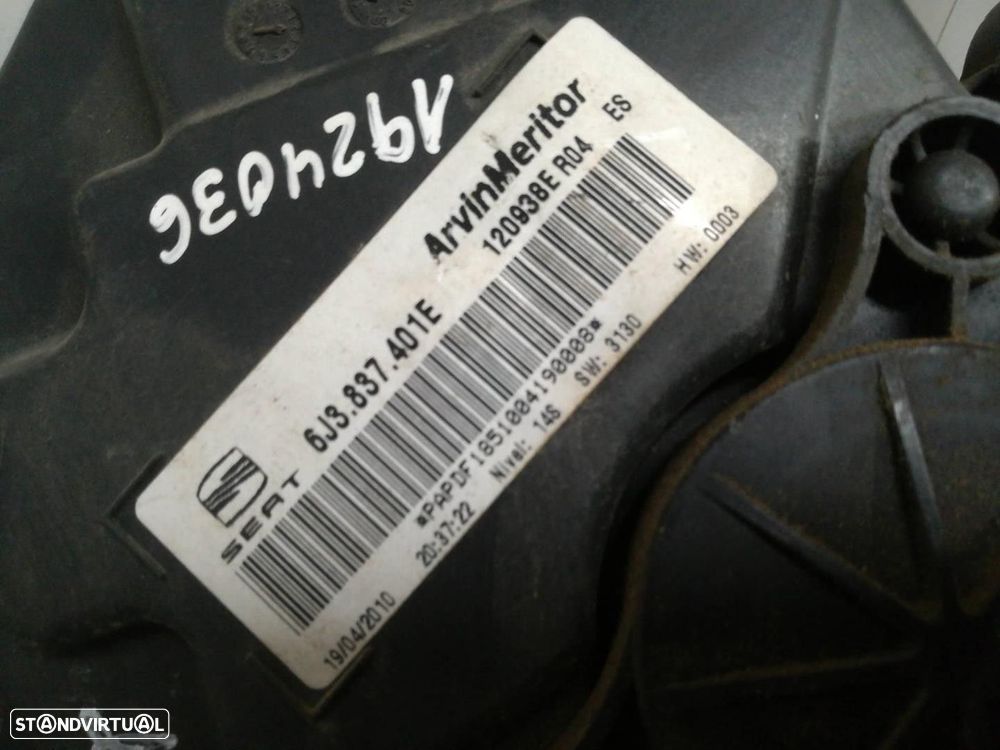 1924036
ArvinMeritor
120938E R04 ES
6J3.837.401E
SEAT
HW: 0003
*PAPDF1851004190008*
SW: 3130
Nivel: 14S
20:37:22
19/04/2010
STANDVIRTUAL